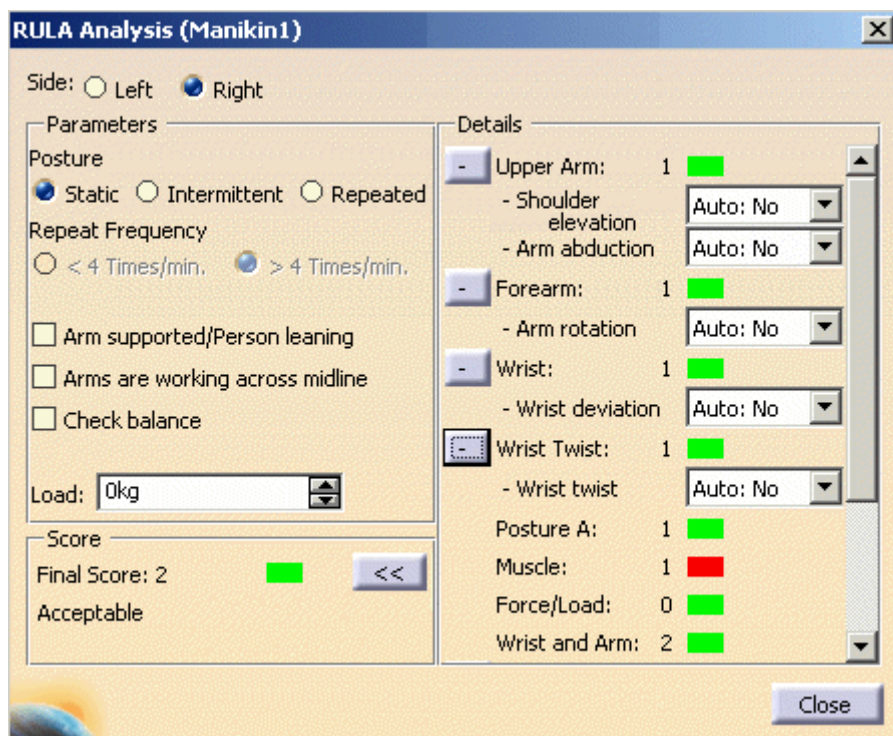 RULA Analysis (Manikin1)
Side: Left Right
Parameters
Posture
Static Intermittent Repeated
Repeat Frequency
< 4 Times/min. > 4 Times/min.
Arm supported/Person leaning
Arms are working across midline
Check balance
Load: 0kg
Score
Final Score: 2 <<
Acceptable
Details
- Upper Arm: 1
- Shoulder elevation Auto: No
- Arm abduction Auto: No
- Forearm: 1
- Arm rotation Auto: No
- Wrist: 1
- Wrist deviation Auto: No
- Wrist Twist: 1
- Wrist twist Auto: No
Posture A: 1
Muscle: 1
Force/Load: 0
Wrist and Arm: 2
Close